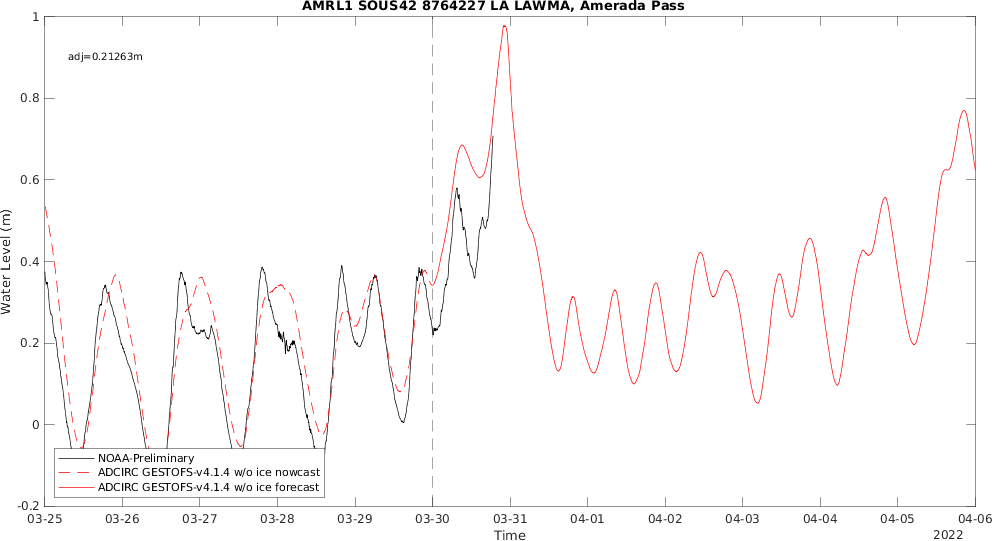 AMRL1 SOUS42 8764227 LA LAWMA, Amerada Pass
adj=0.21263m
Water Level (m)
1
0.8
0.6
0.4
0.2
0
-0.2
NOAA-Preliminary
ADCIRC GESTOFS-v4.1.4 w/o ice nowcast
ADCIRC GESTOFS-v4.1.4 w/o ice forecast
03-25 03-26 03-27 03-28 03-29 03-30 03-31 04-01 04-02 04-03 04-04 04-05 04-06
Time
2022